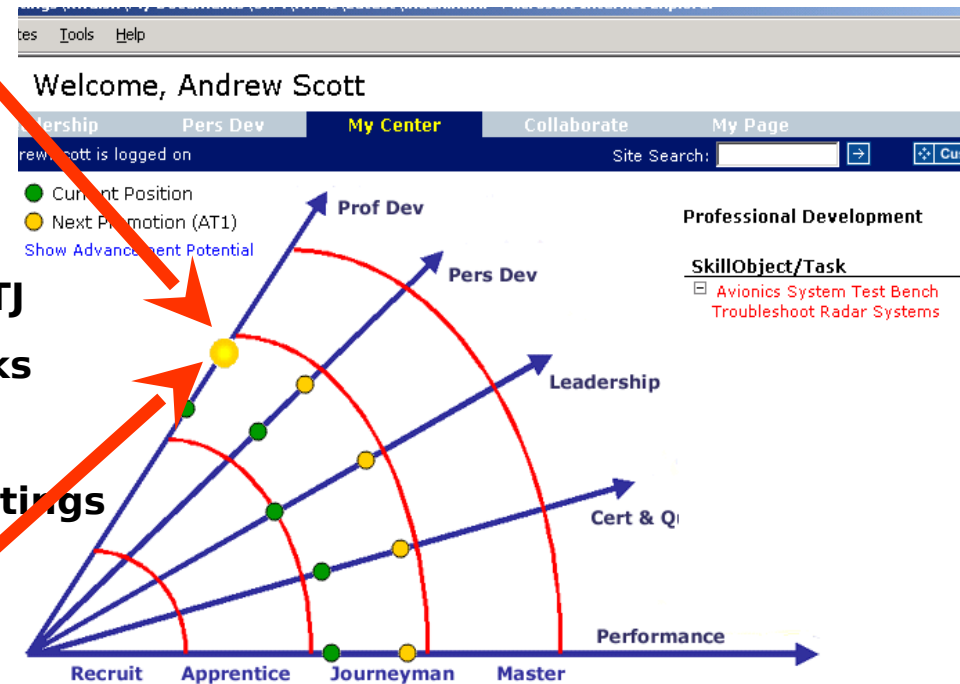 Tools Help
Welcome, Andrew Scott
Pers Dev My Center Collaborate My Page
is logged on Site Search:
Current Position
Next Promotion (AT1)
Show Advancement Potential
Prof Dev
Pers Dev
Leadership
Cert &
Performance
Recruit Apprentice Journeyman Master
Professional Development
SkillObject/Task
Avionics System Test Bench
Troubleshoot Radar Systems